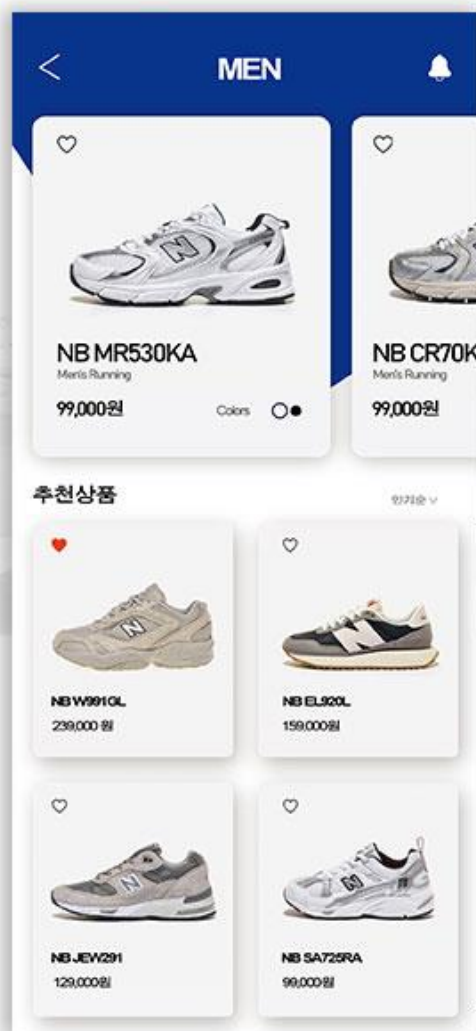 MEN
NB MR530KA
Men's Running
99,000원
Colors
NB CR70K
Men's Running
99,000원
추천상품
인기순
NB W991GL
239,000 원
NB EL920L
159,000원
NB JEW291
129,000원
NB SA725RA
99,000원